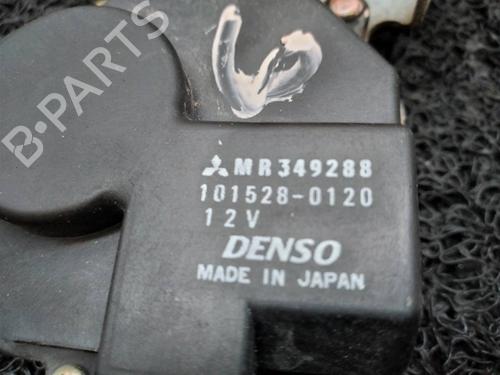 B-PARTS
MR349288
101528-0120
12V
DENSO
MADE IN JAPAN